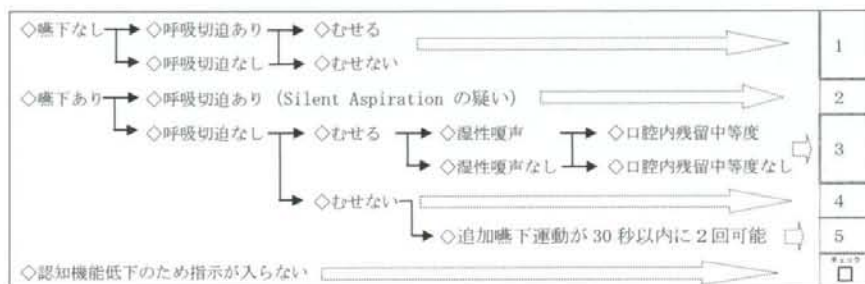 ◇嚥下なし ◇呼吸切迫あり ◇むせる 1
◇呼吸切迫なし ◇むせない
◇嚥下あり ◇呼吸切迫あり (Silent Aspiration の疑い) 2
◇呼吸切迫なし ◇むせる ◇湿性嗄声 ◇口腔内残留中等度 3
◇湿性嗄声なし ◇口腔内残留中等度なし
◇むせない 4
◇追加嚥下運動が 30 秒以内に 2 回可能 5
チェック
◇認知機能低下のため指示が入らない □